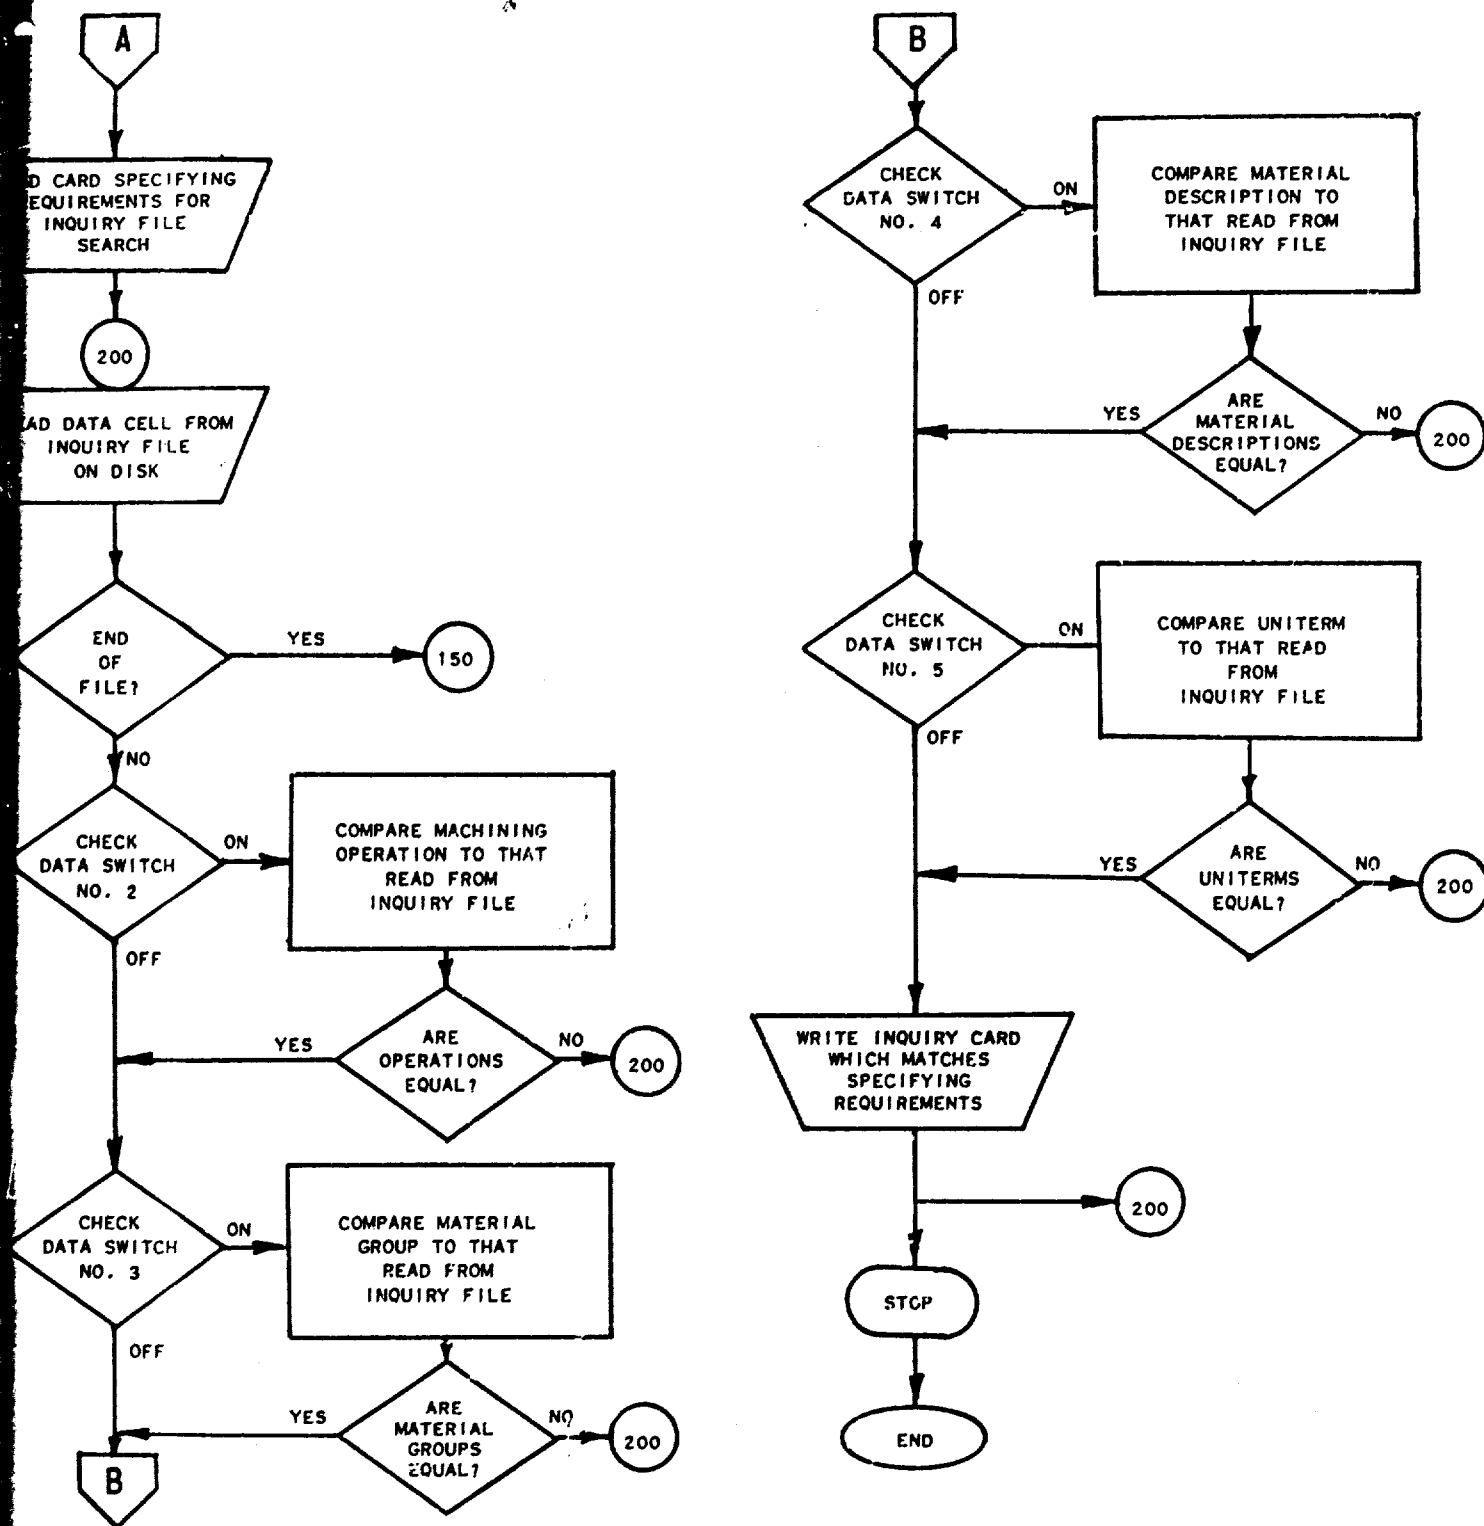 A
CARD SPECIFYING
INQUIRY FILE
SEARCH
200
DATA CELL FROM
INQUIRY FILE
ON DISK
END
OF
FILE?
YES
150
NO
CHECK
DATA SWITCH
NO. 2
ON
COMPARE MACHINING
OPERATION TO THAT
READ FROM
INQUIRY FILE
OFF
ARE
OPERATIONS
EQUAL?
YES
NO
200
CHECK
DATA SWITCH
NO. 3
ON
COMPARE MATERIAL
GROUP TO THAT
READ FROM
INQUIRY FILE
OFF
ARE
MATERIAL
GROUPS
EQUAL?
YES
NO
200
B
B
CHECK
DATA SWITCH
NO. 4
ON
COMPARE MATERIAL
DESCRIPTION TO
THAT READ FROM
INQUIRY FILE
OFF
ARE
MATERIAL
DESCRIPTIONS
EQUAL?
YES
NO
200
CHECK
DATA SWITCH
NO. 5
ON
COMPARE UNITERM
TO THAT READ
FROM
INQUIRY FILE
OFF
ARE
UNITERMS
EQUAL?
YES
NO
200
WRITE INQUIRY CARD
WHICH MATCHES
SPECIFYING
REQUIREMENTS
200
STOP
END